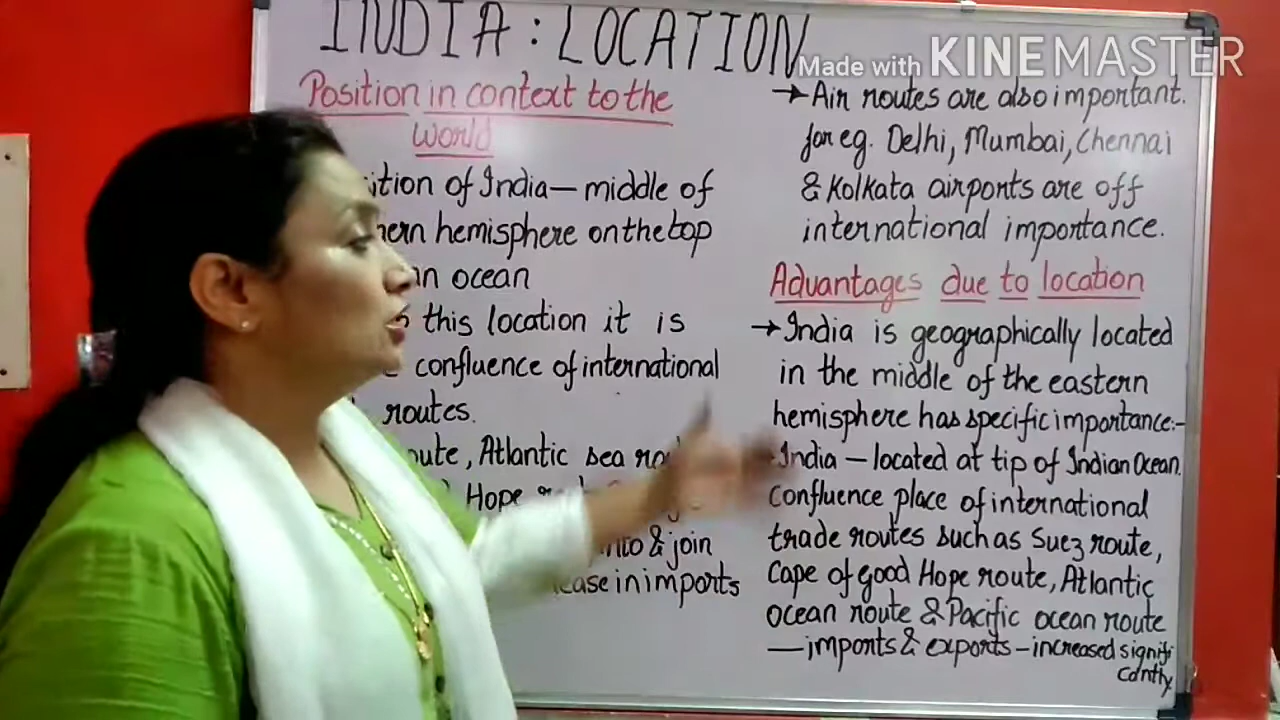 INDIA : LOCATION
Made with KINEMASTER
Position in context to the
World
ition of India — middle of
hern hemisphere on the top
an ocean
this location it is
confluence of international
routes.
oute, Atlantic sea
Hope
into & join
ease in imports
→ Air routes are also important.
for eg. Delhi, Mumbai, Chennai
& Kolkata airports are off
international importance.
Advantages due to location
→ India is geographically located
in the middle of the eastern
hemisphere has specific importance:-
India — located at tip of Indian Ocean.
Confluence place of international
trade routes such as Suez route,
Cape of Good Hope route, Atlantic
ocean route & Pacific ocean route
— imports & exports – increased signifi
cantly